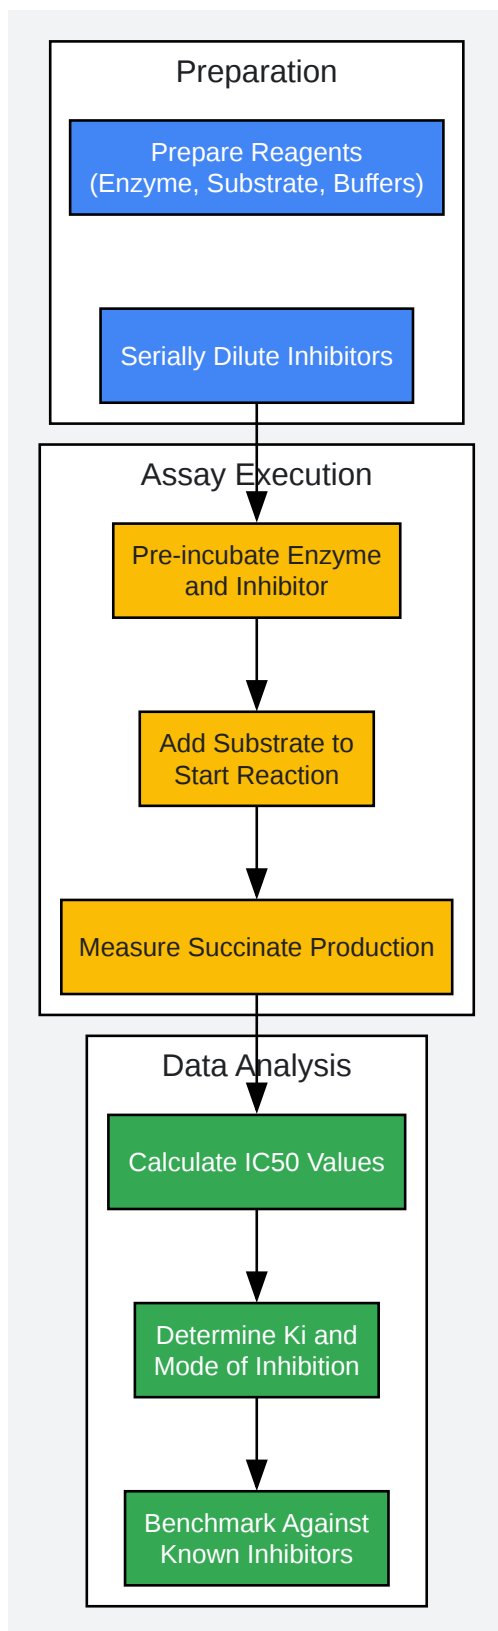 Preparation
Prepare Reagents
(Enzyme, Substrate, Buffers)
Serially Dilute Inhibitors
Assay Execution
Pre-incubate Enzyme
and Inhibitor
Add Substrate to
Start Reaction
Measure Succinate Production
Data Analysis
Calculate IC50 Values
Determine Ki and
Mode of Inhibition
Benchmark Against
Known Inhibitors